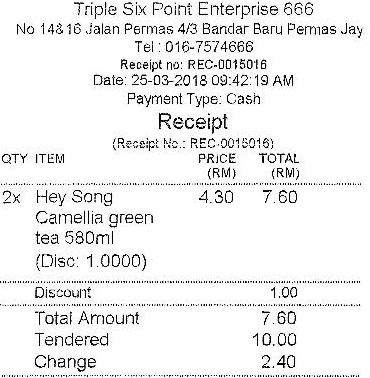 Triple Six Point Enterprise 666
No 14&16 Jalan Permas 4/3 Bandar Baru Permas Jay
Tel : 016-7574666
Receipt no: REC-0015016
Date: 25-03-2018 09:42:19 AM
Payment Type: Cash
Receipt
(Receipt No.: REC-0015016)
QTY ITEM PRICE TOTAL
(RM) (RM)
2x Hey Song 4.30 7.60
Camellia green
tea 580ml
(Disc: 1.0000)
Discount 1.00
Total Amount 7.60
Tendered 10.00
Change 2.40